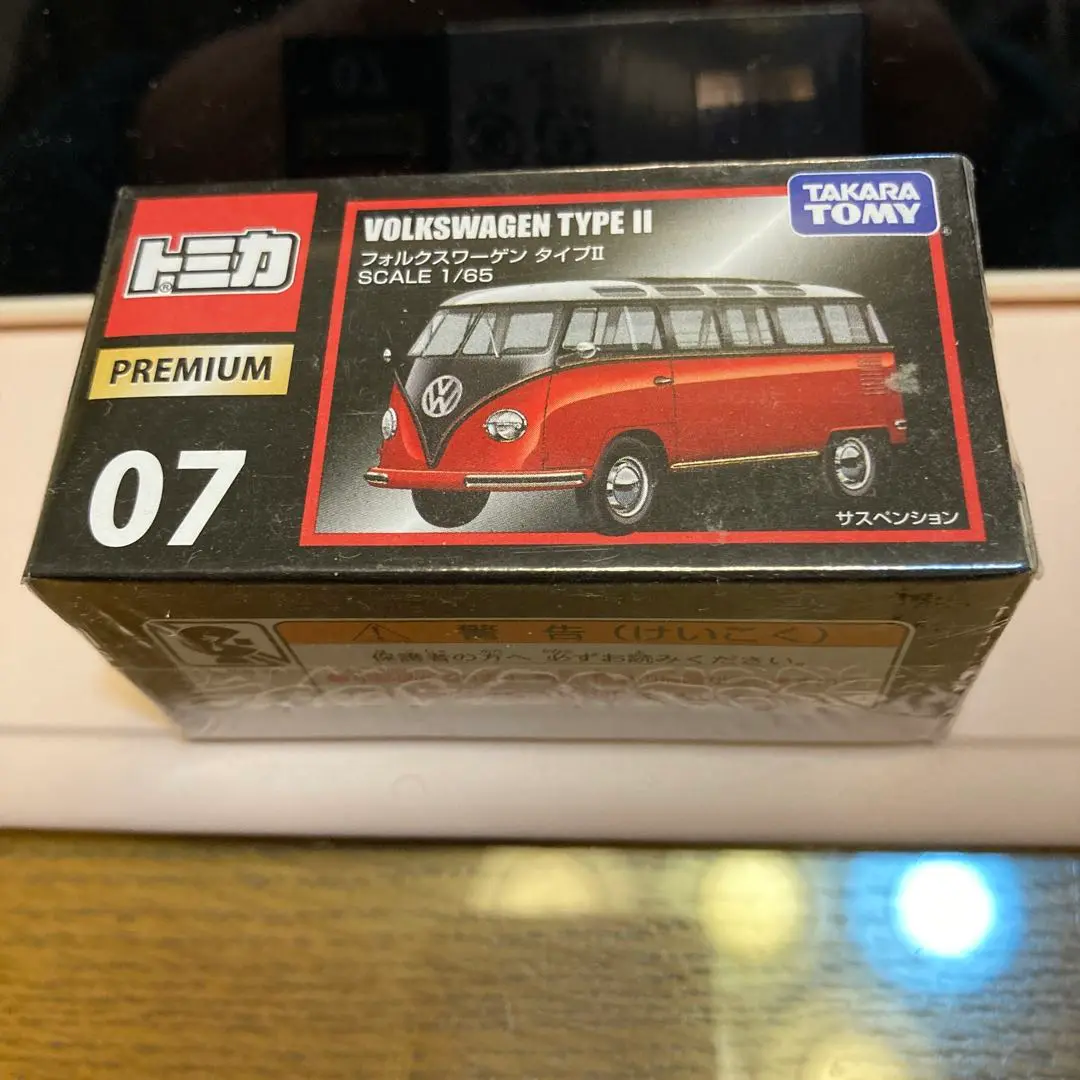 トミカ®
PREMIUM
07
VOLKSWAGEN TYPE II
フォルクスワーゲン タイプII
SCALE 1/65
TAKARA
TOMY®
VW
サスペンション
警告(けいこく)
保護者の方へ 必ずお読みください。